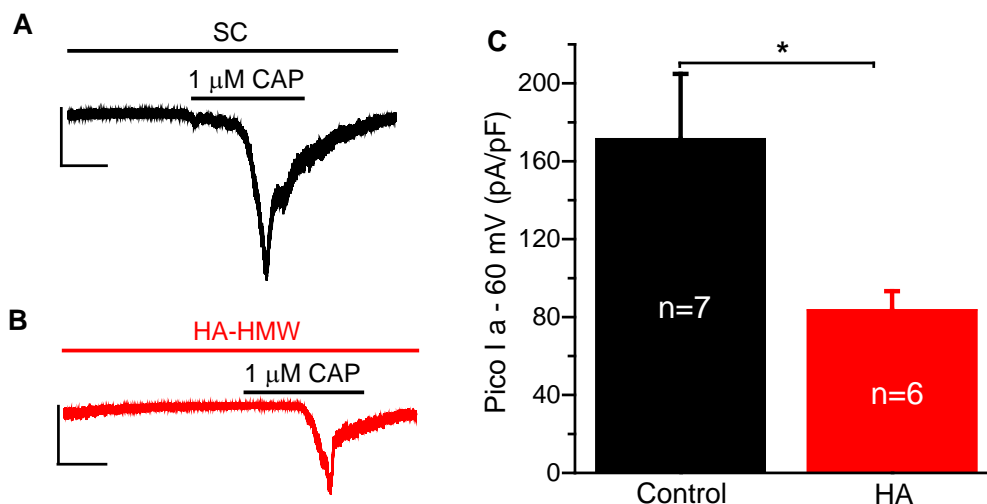 A
SC
1 μM CAP
B
HA-HMW
1 μM CAP
C
*
Pico I a - 60 mV (pA/pF)
200
160
120
80
40
0
n=7
n=6
Control
HA